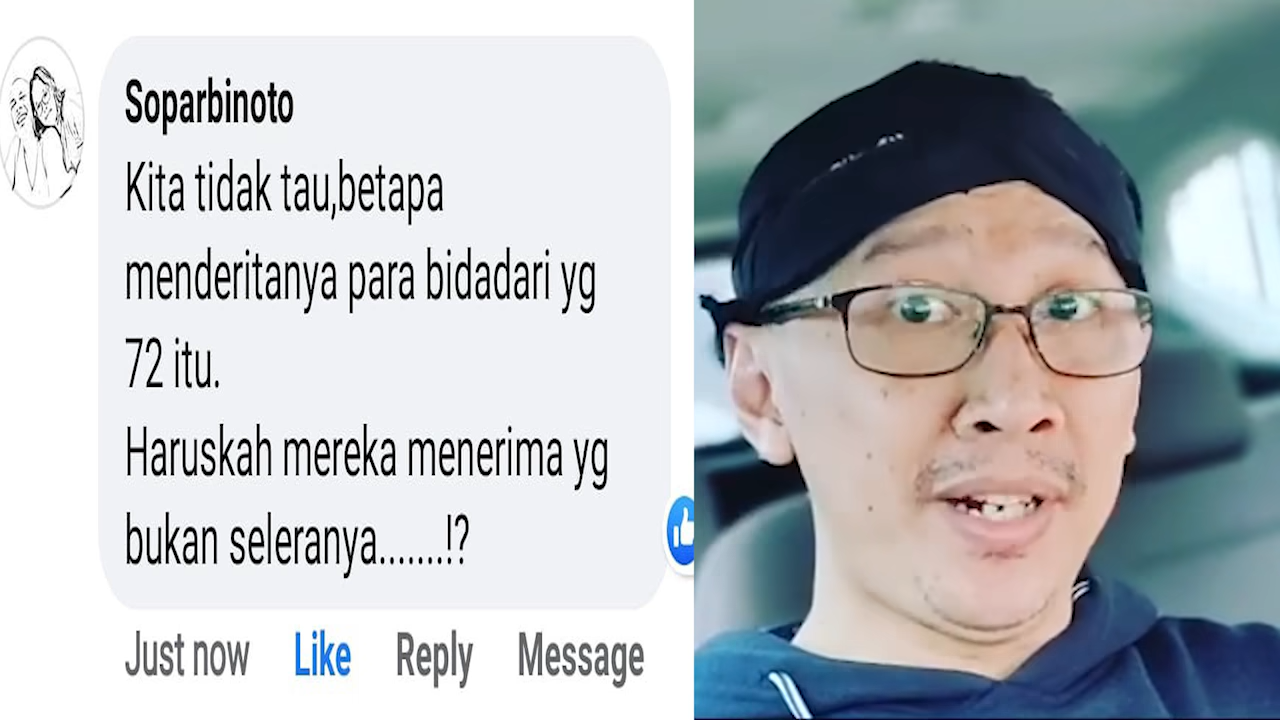 Soparbinoto
Kita tidak tau,betapa
menderitanya para bidadari yg
72 itu.
Haruskah mereka menerima yg
bukan seleranya.......!?
Just now Like Reply Message